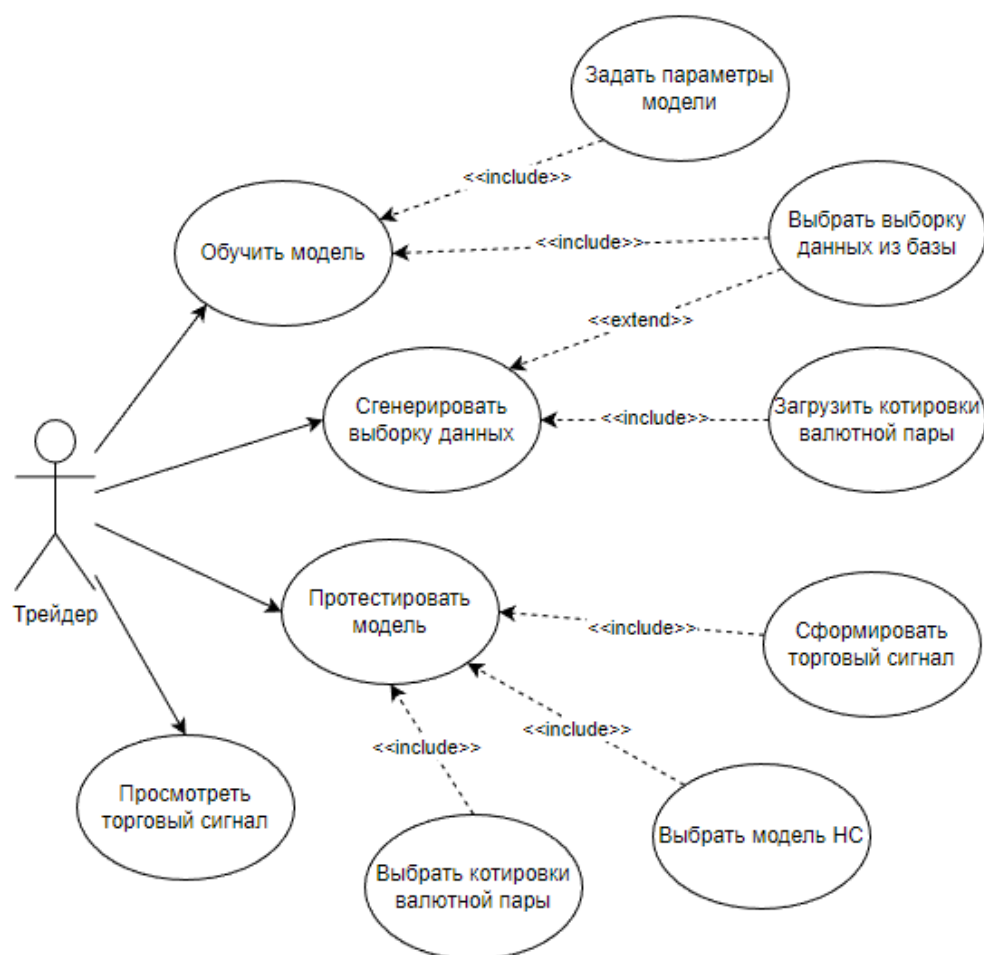 Задать параметры
модели
<<include>>
Обучить модель
<<include>>
Выбрать выборку
данных из базы
<<extend>>
Сгенерировать
выборку данных
<<include>>
Загрузить котировки
валютной пары
Трейдер
Протестировать
модель
<<include>>
Сформировать
торговый сигнал
<<include>>
<<include>>
Просмотреть
торговый сигнал
Выбрать модель НС
Выбрать котировки
валютной пары